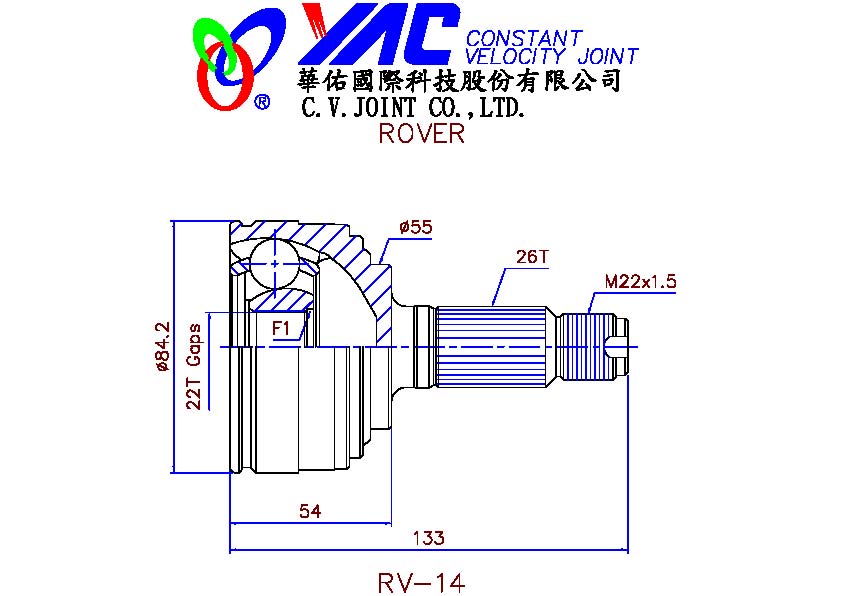 YAC CONSTANT
VELOCITY JOINT
®
華佑國際科技股份有限公司
C.V.JOINT CO.,LTD.
ROVER
ø55
26T
M22x1.5
F1
ø84.2
22T Gaps
54
133
RV-14